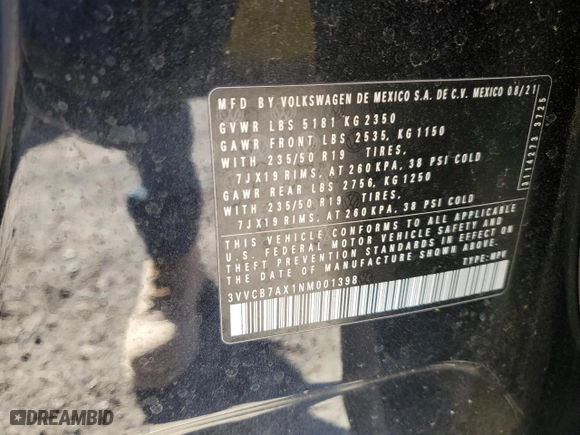 MFD BY VOLKSWAGEN DE MEXICO S.A. DE C.V. MEXICO 08/21
GVWR LBS 5181 KG 2350
GAWR FRONT LBS 2535, KG 1150
WITH 235/50 R19 TIRES.
7JX19 RIMS, AT 260 KPA, 38 PSI COLD
GAWR REAR LBS 2756, KG 1250
WITH 235/50 R19 TIRES.
7JX19 RIMS, AT 260 KPA, 38 PSI COLD
THIS VEHICLE CONFORMS TO ALL APPLICABLE
U.S. FEDERAL MOTOR VEHICLE SAFETY AND
THEFT PREVENTION STANDARDS IN EFFECT ON
THE DATE OF MANUFACTURE SHOWN ABOVE.
3VVCB7AX1NM001398 TYPE: MPV
3114273 3725
DREAMBID